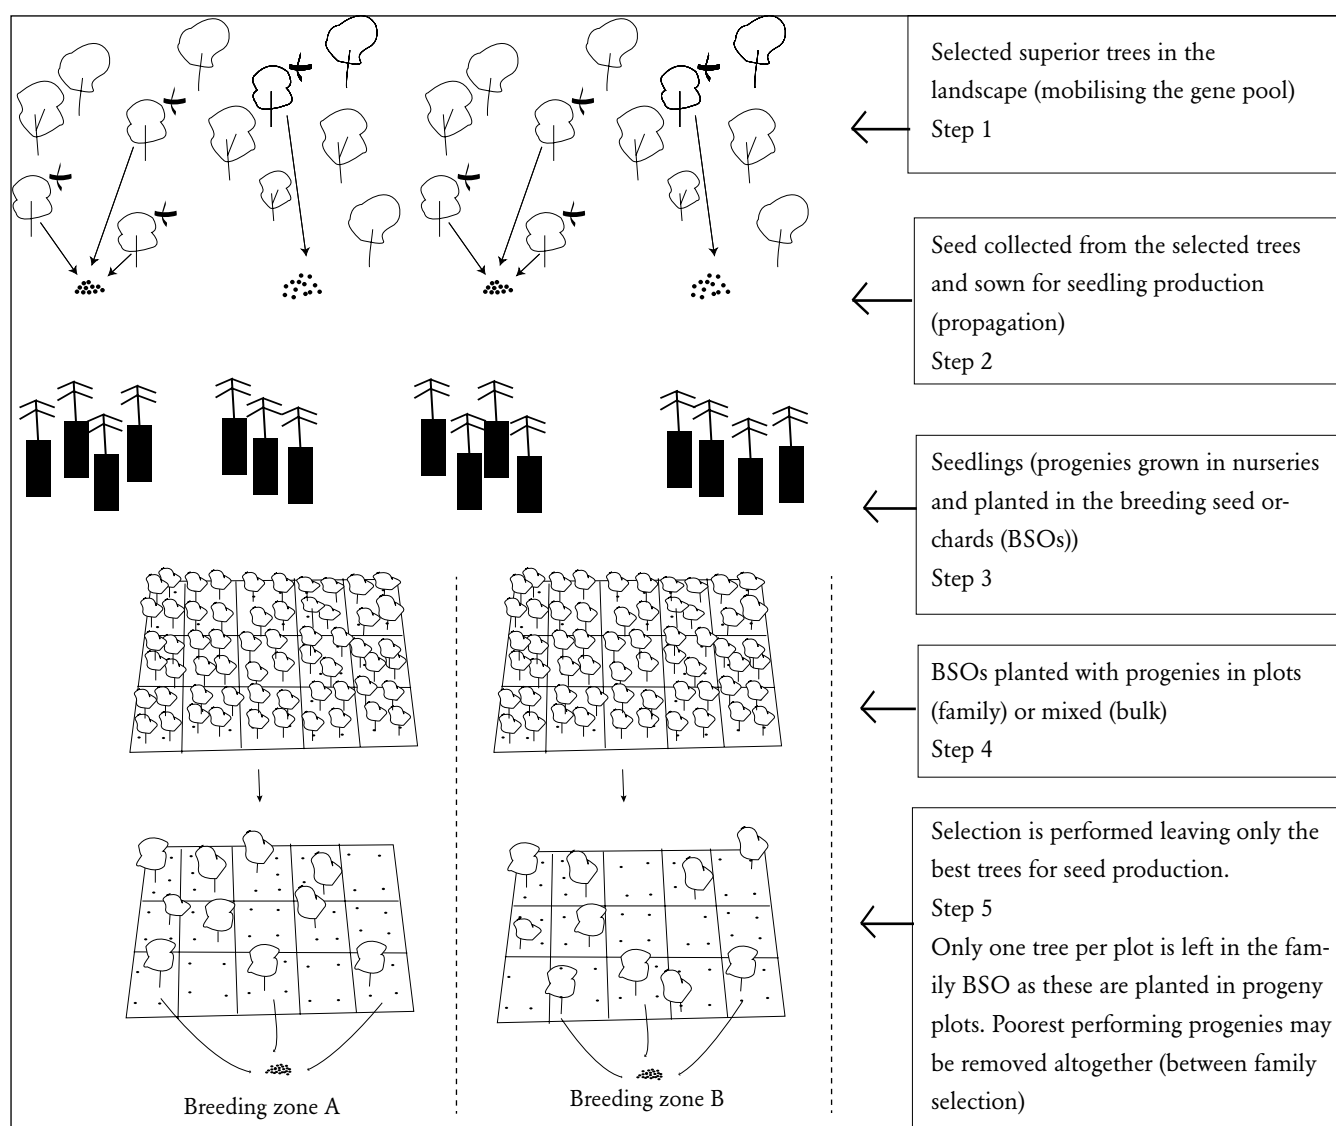 Selected superior trees in the
landscape (mobilising the gene pool)
Step 1
Seed collected from the selected trees
and sown for seedling production
(propagation)
Step 2
Seedlings (progenies grown in nurseries
and planted in the breeding seed or-
chards (BSOs))
Step 3
BSOs planted with progenies in plots
(family) or mixed (bulk)
Step 4
Selection is performed leaving only the
best trees for seed production.
Step 5
Only one tree per plot is left in the fam-
ily BSO as these are planted in progeny
plots. Poorest performing progenies may
be removed altogether (between family
selection)
Breeding zone A
Breeding zone B